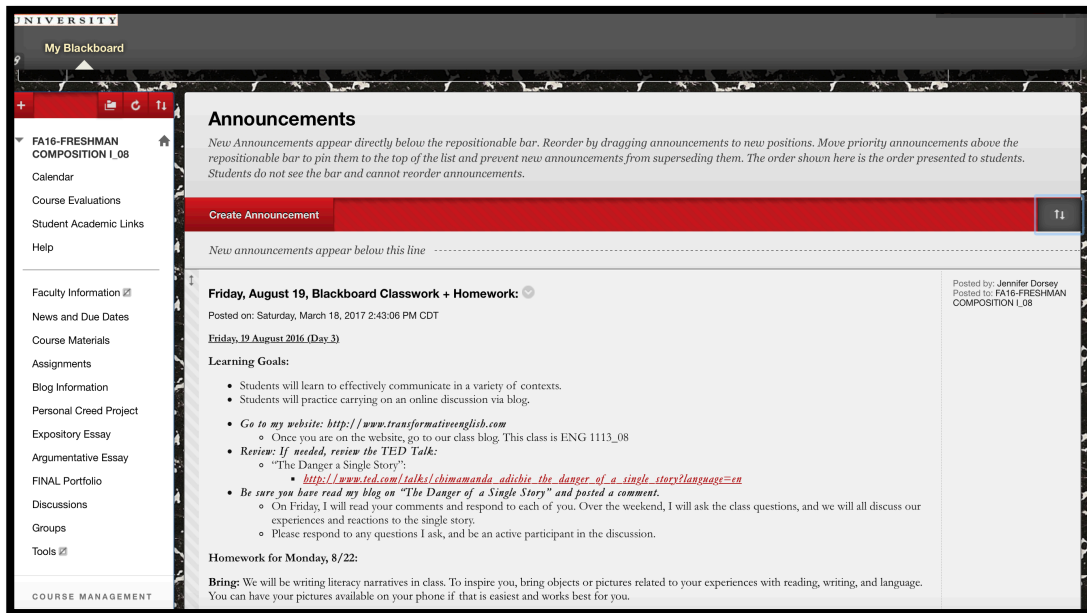 UNIVERSITY
My Blackboard
FA16-FRESHMAN
COMPOSITION I_08
Calendar
Course Evaluations
Student Academic Links
Help
Faculty Information
News and Due Dates
Course Materials
Assignments
Blog Information
Personal Creed Project
Expository Essay
Argumentative Essay
FINAL Portfolio
Discussions
Groups
Tools
COURSE MANAGEMENT
Announcements
New Announcements appear directly below the repositionable bar. Reorder by dragging announcements to new positions. Move priority announcements above the
repositionable bar to pin them to the top of the list and prevent new announcements from superseding them. The order shown here is the order presented to students.
Students do not see the bar and cannot reorder announcements.
Create Announcement
New announcements appear below this line
Friday, August 19, Blackboard Classwork + Homework:
Posted on: Saturday, March 18, 2017 2:43:06 PM CDT
Friday, 19 August 2016 (Day 3)
Learning Goals:
• Students will learn to effectively communicate in a variety of contexts.
• Students will practice carrying on an online discussion via blog.
• Go to my website: http://www.transformativeenglish.com
Once you are on the website, go to our class blog. This class is ENG 1113_08
• Review: If needed, review the TED Talk:
"The Danger a Single Story":
http://www.ted.com/talks/chimamanda_adichie_the_danger_of_a_single_story?language=en
• Be sure you have read my blog on "The Danger of a Single Story" and posted a comment.
On Friday, I will read your comments and respond to each of you. Over the weekend, I will ask the class questions, and we will all discuss our
experiences and reactions to the single story.
Please respond to any questions I ask, and be an active participant in the discussion.
Homework for Monday, 8/22:
Bring: We will be writing literacy narratives in class. To inspire you, bring objects or pictures related to your experiences with reading, writing, and language.
You can have your pictures available on your phone if that is easiest and works best for you.
Posted by: Jennifer Dorsey
Posted to: FA16-FRESHMAN
COMPOSITION I_08